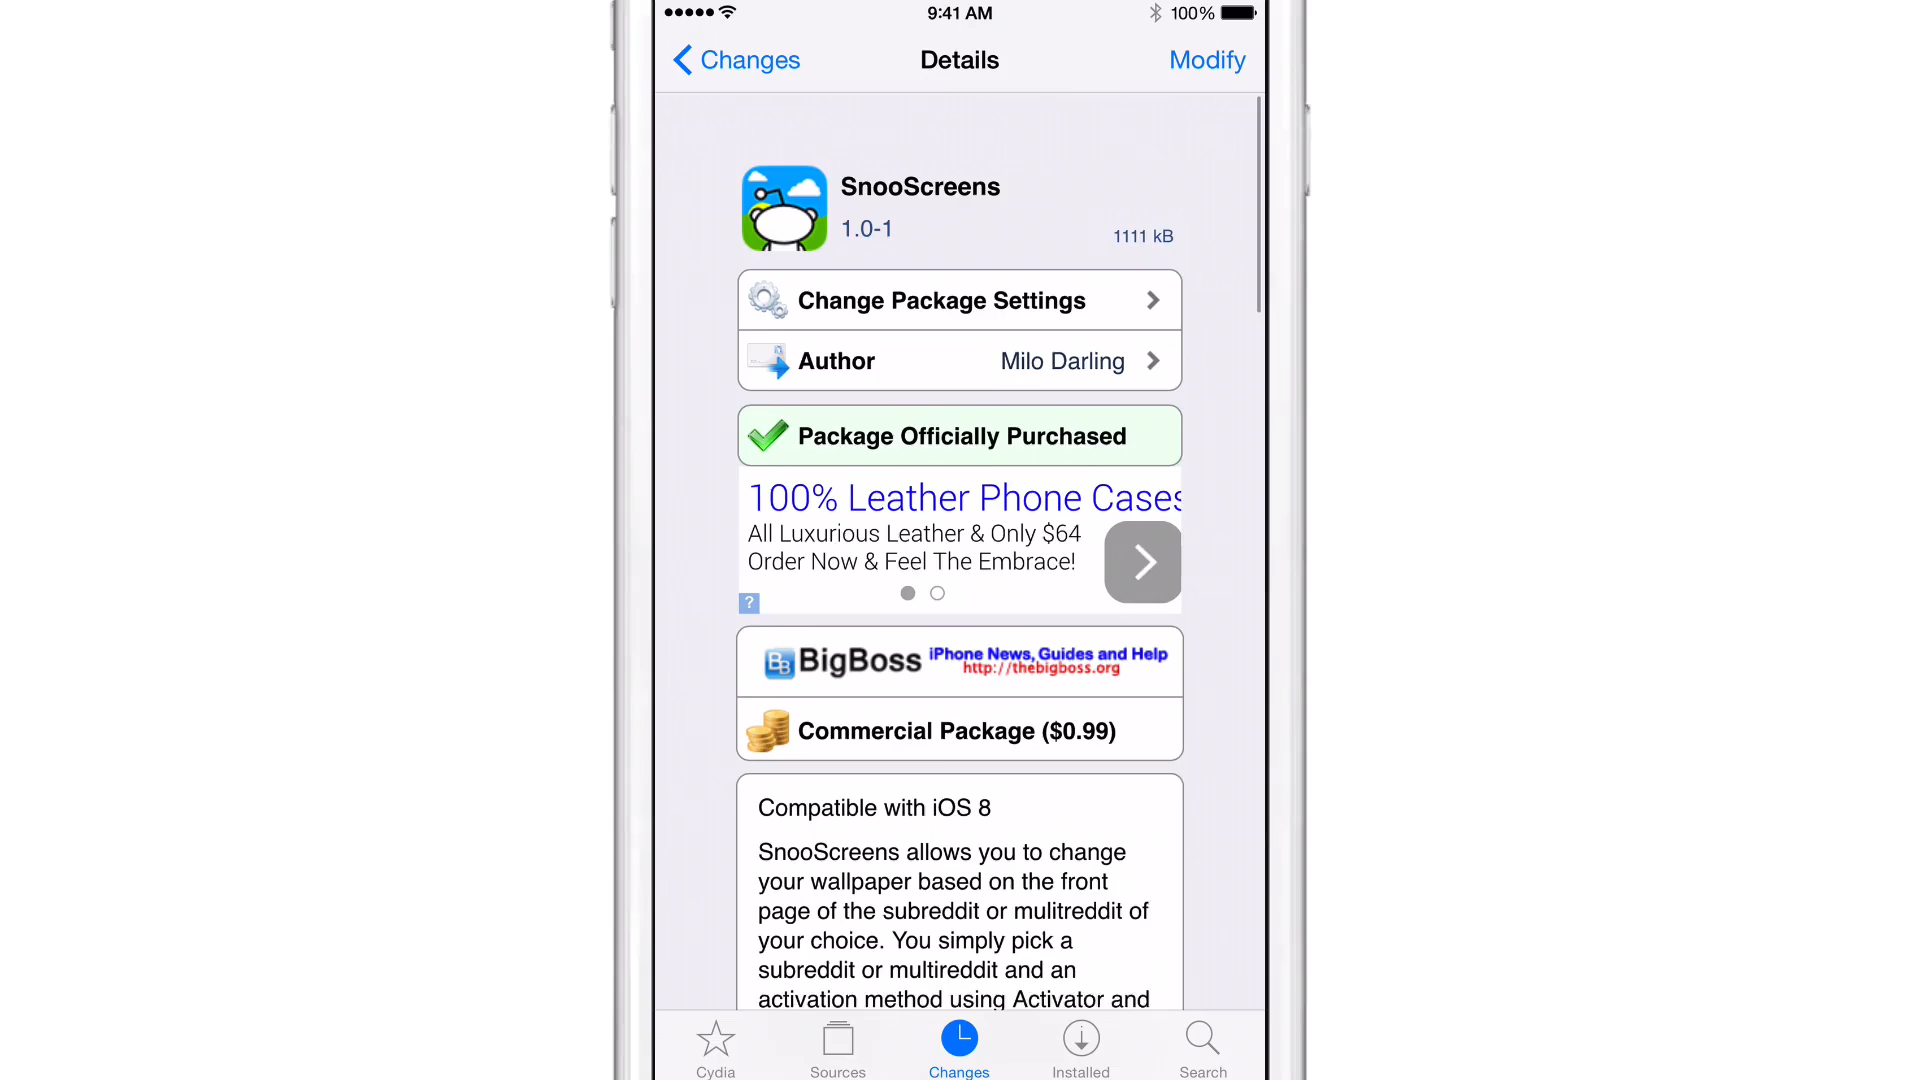 9:41 AM
100%
Changes
Details
Modify
SnooScreens
1.0-1
1111 kB
Change Package Settings
Author
Milo Darling
Package Officially Purchased
100% Leather Phone Cases
All Luxurious Leather & Only $64
Order Now & Feel The Embrace!
?
BB
BigBoss
iPhone News, Guides and Help
http://thebigboss.org
Commercial Package ($0.99)
Compatible with iOS 8
SnooScreens allows you to change
your wallpaper based on the front
page of the subreddit or mulitreddit of
your choice. You simply pick a
subreddit or multireddit and an
activation method using Activator and
Cydia
Sources
Changes
Installed
Search